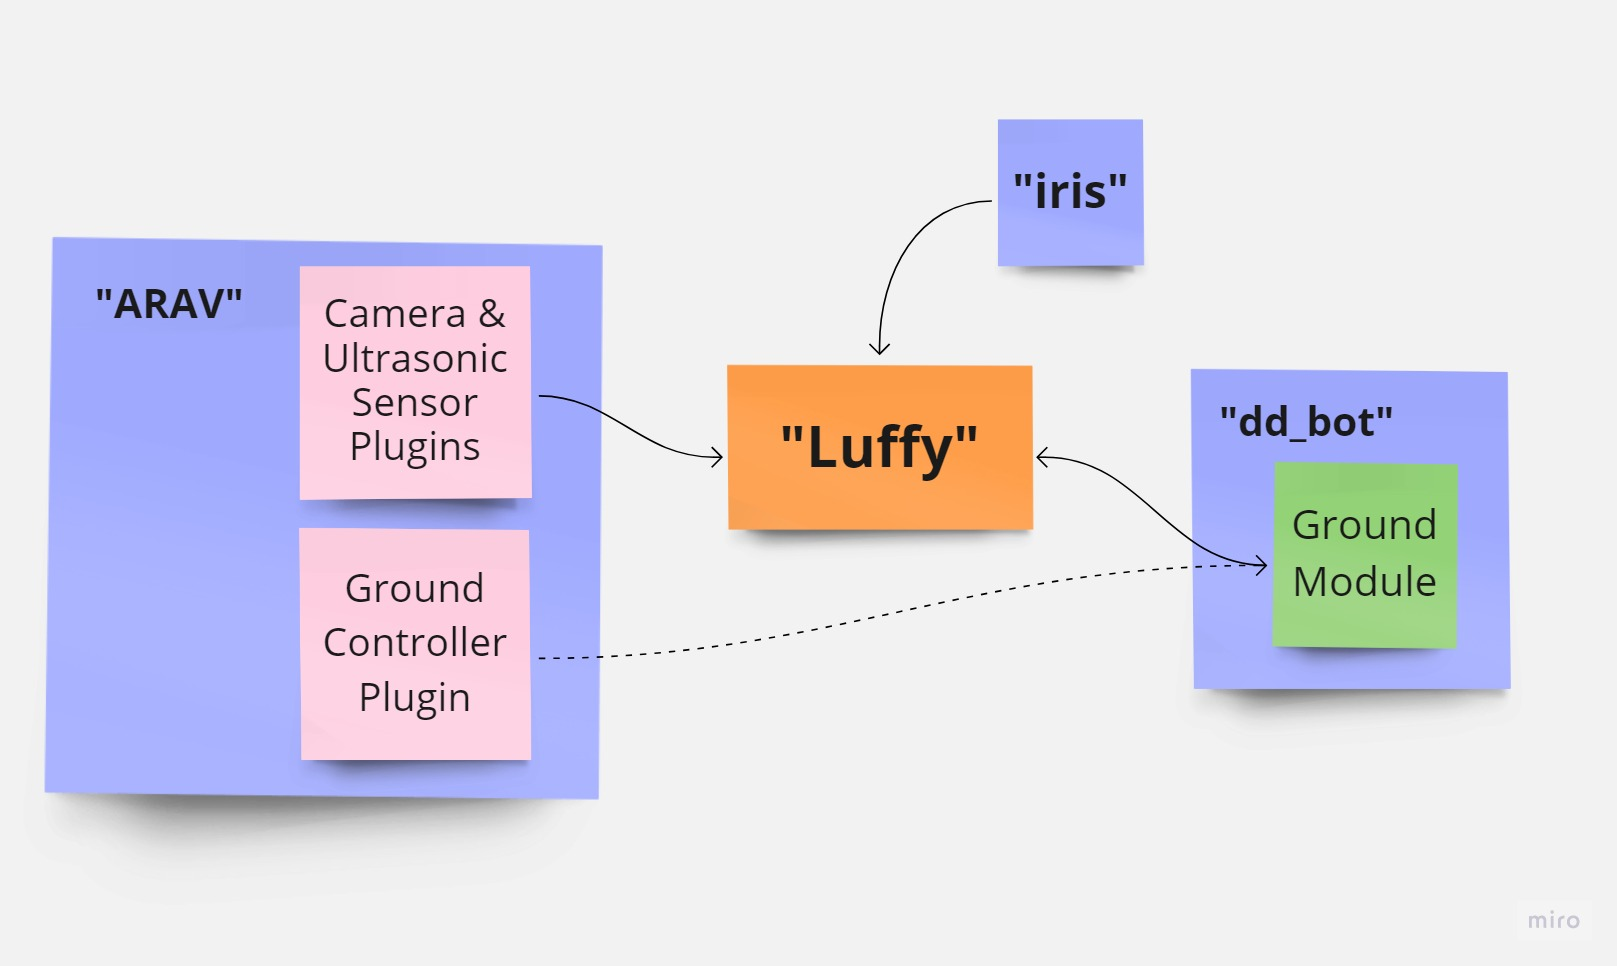 "iris"
"ARAV"
Camera &
Ultrasonic
Sensor
Plugins
"Luffy"
"dd_bot"
Ground
Module
Ground
Controller
Plugin
miro